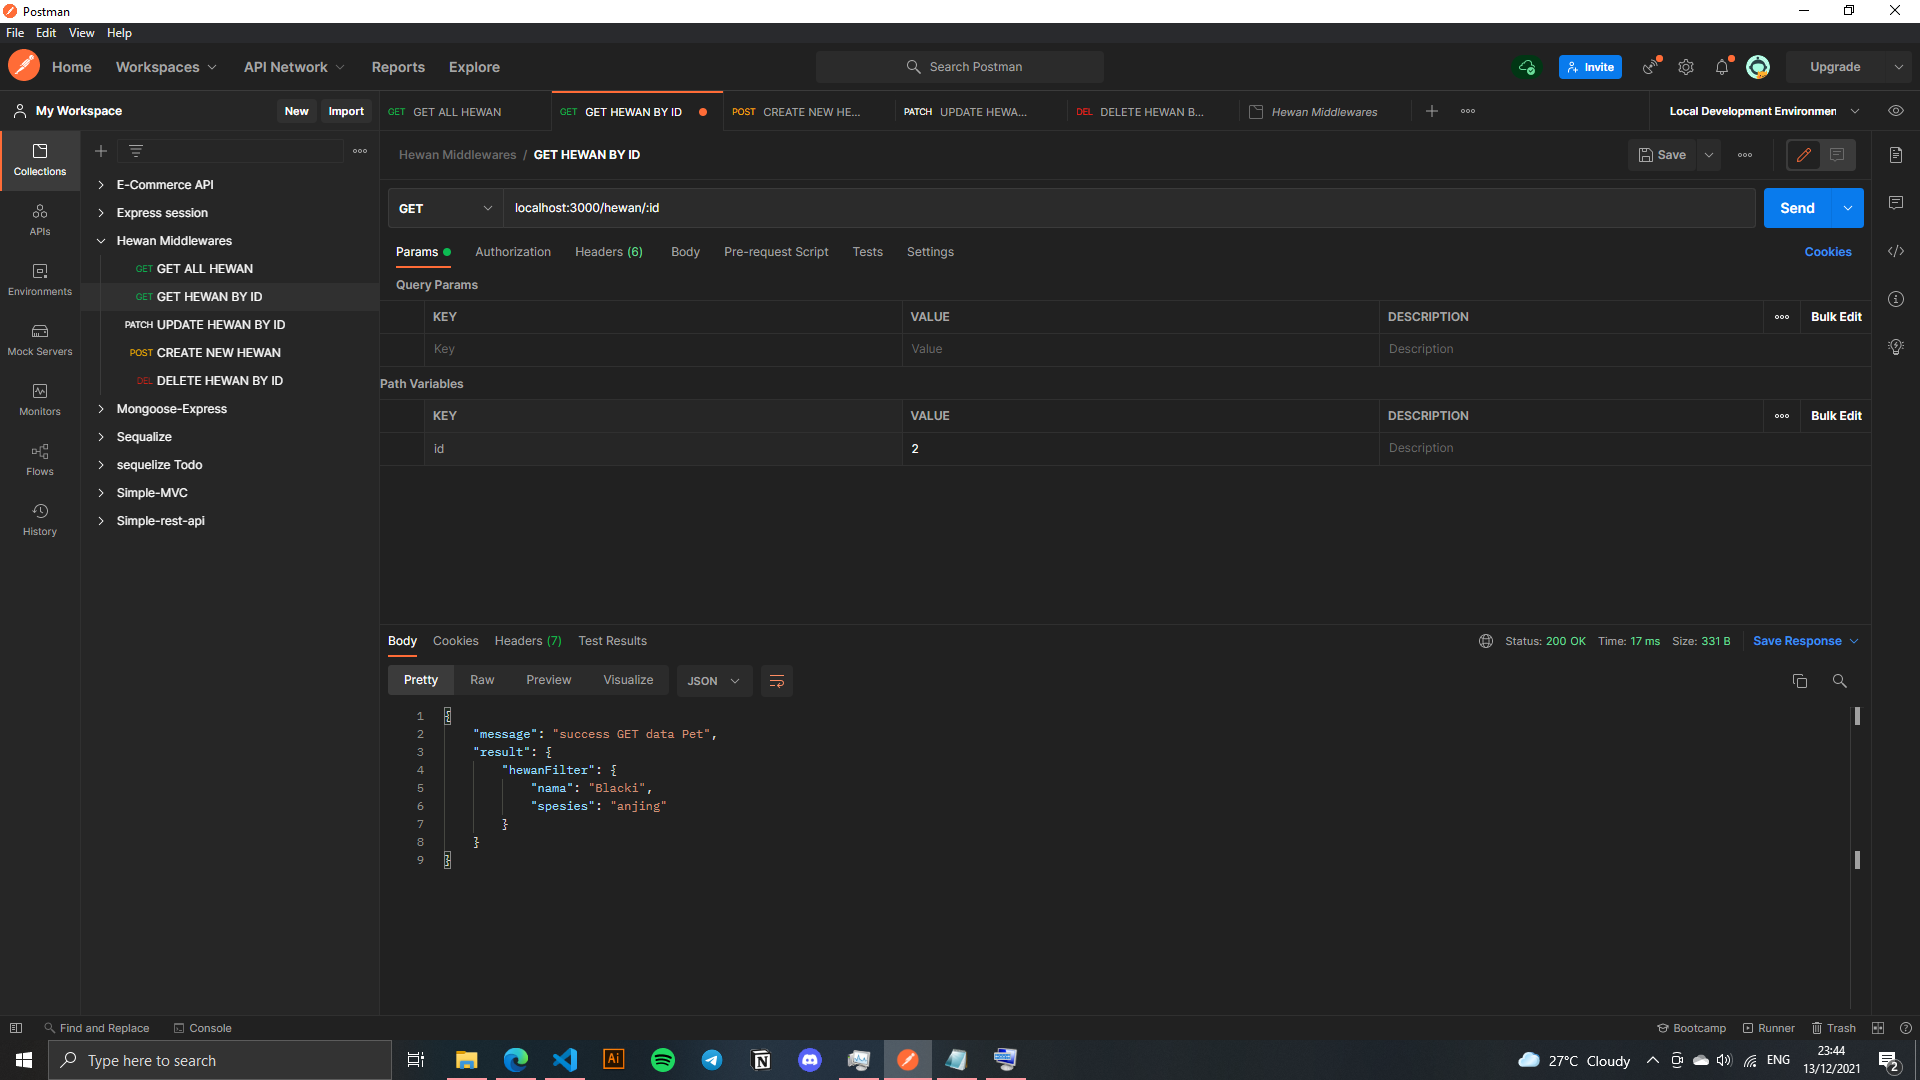 Postman
File Edit View Help
Home Workspaces API Network Reports Explore Search Postman Invite Upgrade
My Workspace New Import
GET GET ALL HEWAN GET GET HEWAN BY ID POST CREATE NEW HE... PATCH UPDATE HEWA... DEL DELETE HEWAN B... Hewan Middlewares Local Development Environmen
Collections
APIs
Environments
Mock Servers
Monitors
Flows
History
E-Commerce API
Express session
Hewan Middlewares
GET GET ALL HEWAN
GET GET HEWAN BY ID
PATCH UPDATE HEWAN BY ID
POST CREATE NEW HEWAN
DEL DELETE HEWAN BY ID
Mongoose-Express
Sequalize
sequelize Todo
Simple-MVC
Simple-rest-api
Hewan Middlewares / GET HEWAN BY ID Save
GET localhost:3000/hewan/:id Send
Params Authorization Headers (6) Body Pre-request Script Tests Settings Cookies
Query Params
KEY VALUE DESCRIPTION Bulk Edit
Key Value Description
Path Variables
KEY VALUE DESCRIPTION Bulk Edit
id 2 Description
Body Cookies Headers (7) Test Results Status: 200 OK Time: 17 ms Size: 331 B Save Response
Pretty Raw Preview Visualize JSON
1 {
2 "message": "success GET data Pet",
3 "result": {
4 "hewanFilter": {
5 "nama": "Blacki",
6 "spesies": "anjing"
7 }
8 }
9 }
Find and Replace Console Bootcamp Runner Trash
Type here to search Ai 27°C Cloudy ENG 23:44
13/12/2021 2